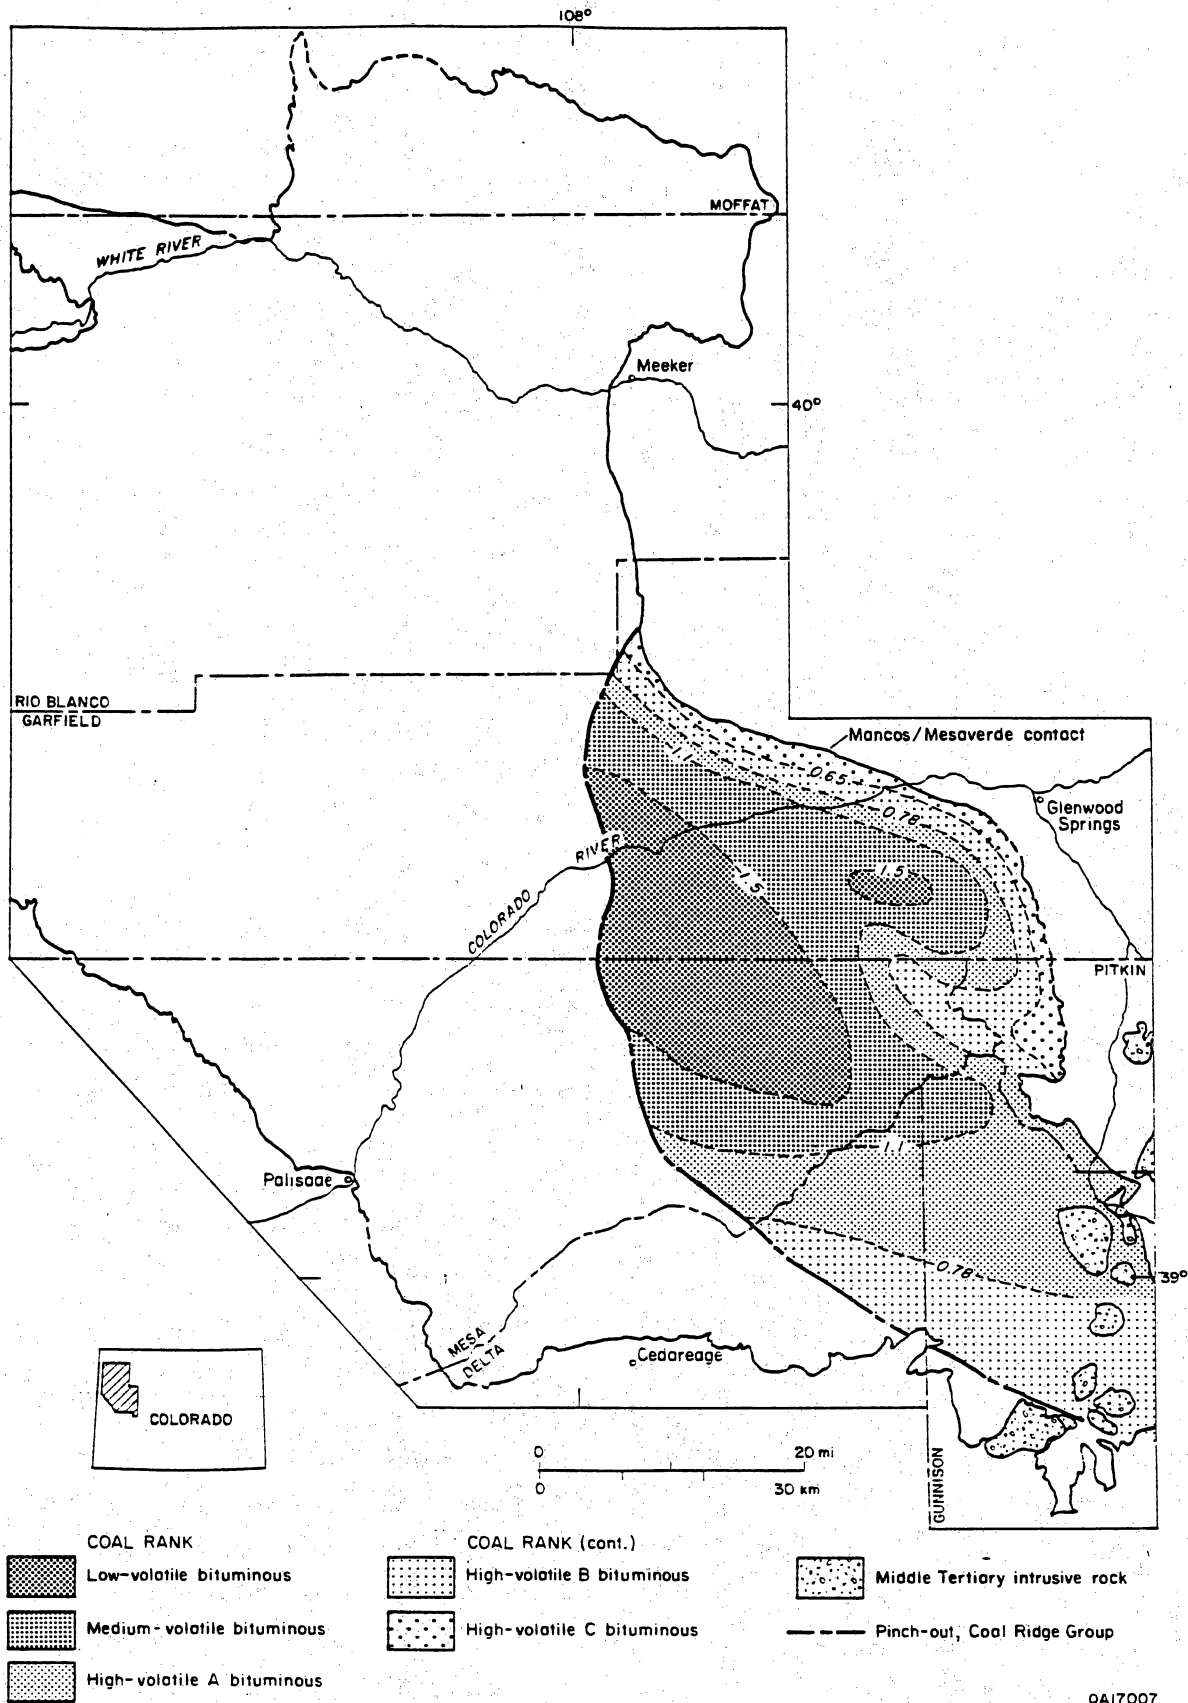 108°
MOFFAT
WHITE RIVER
Meeker
40°
RIO BLANCO
GARFIELD
Mancos/Mesaverde contact
1.1
0.65
Glenwood
Springs
0.78
RIVER
1.5
1.5
COLORADO
PITKIN
1.1
Palisade
39°
0.78
MESA
DELTA
Cedareage
COLORADO
GUNNISON
0 20 mi
0 30 km
COAL RANK
Low-volatile bituminous
Medium-volatile bituminous
High-volatile A bituminous
COAL RANK (cont.)
High-volatile B bituminous
High-volatile C bituminous
Middle Tertiary intrusive rock
Pinch-out, Coal Ridge Group
QA17007